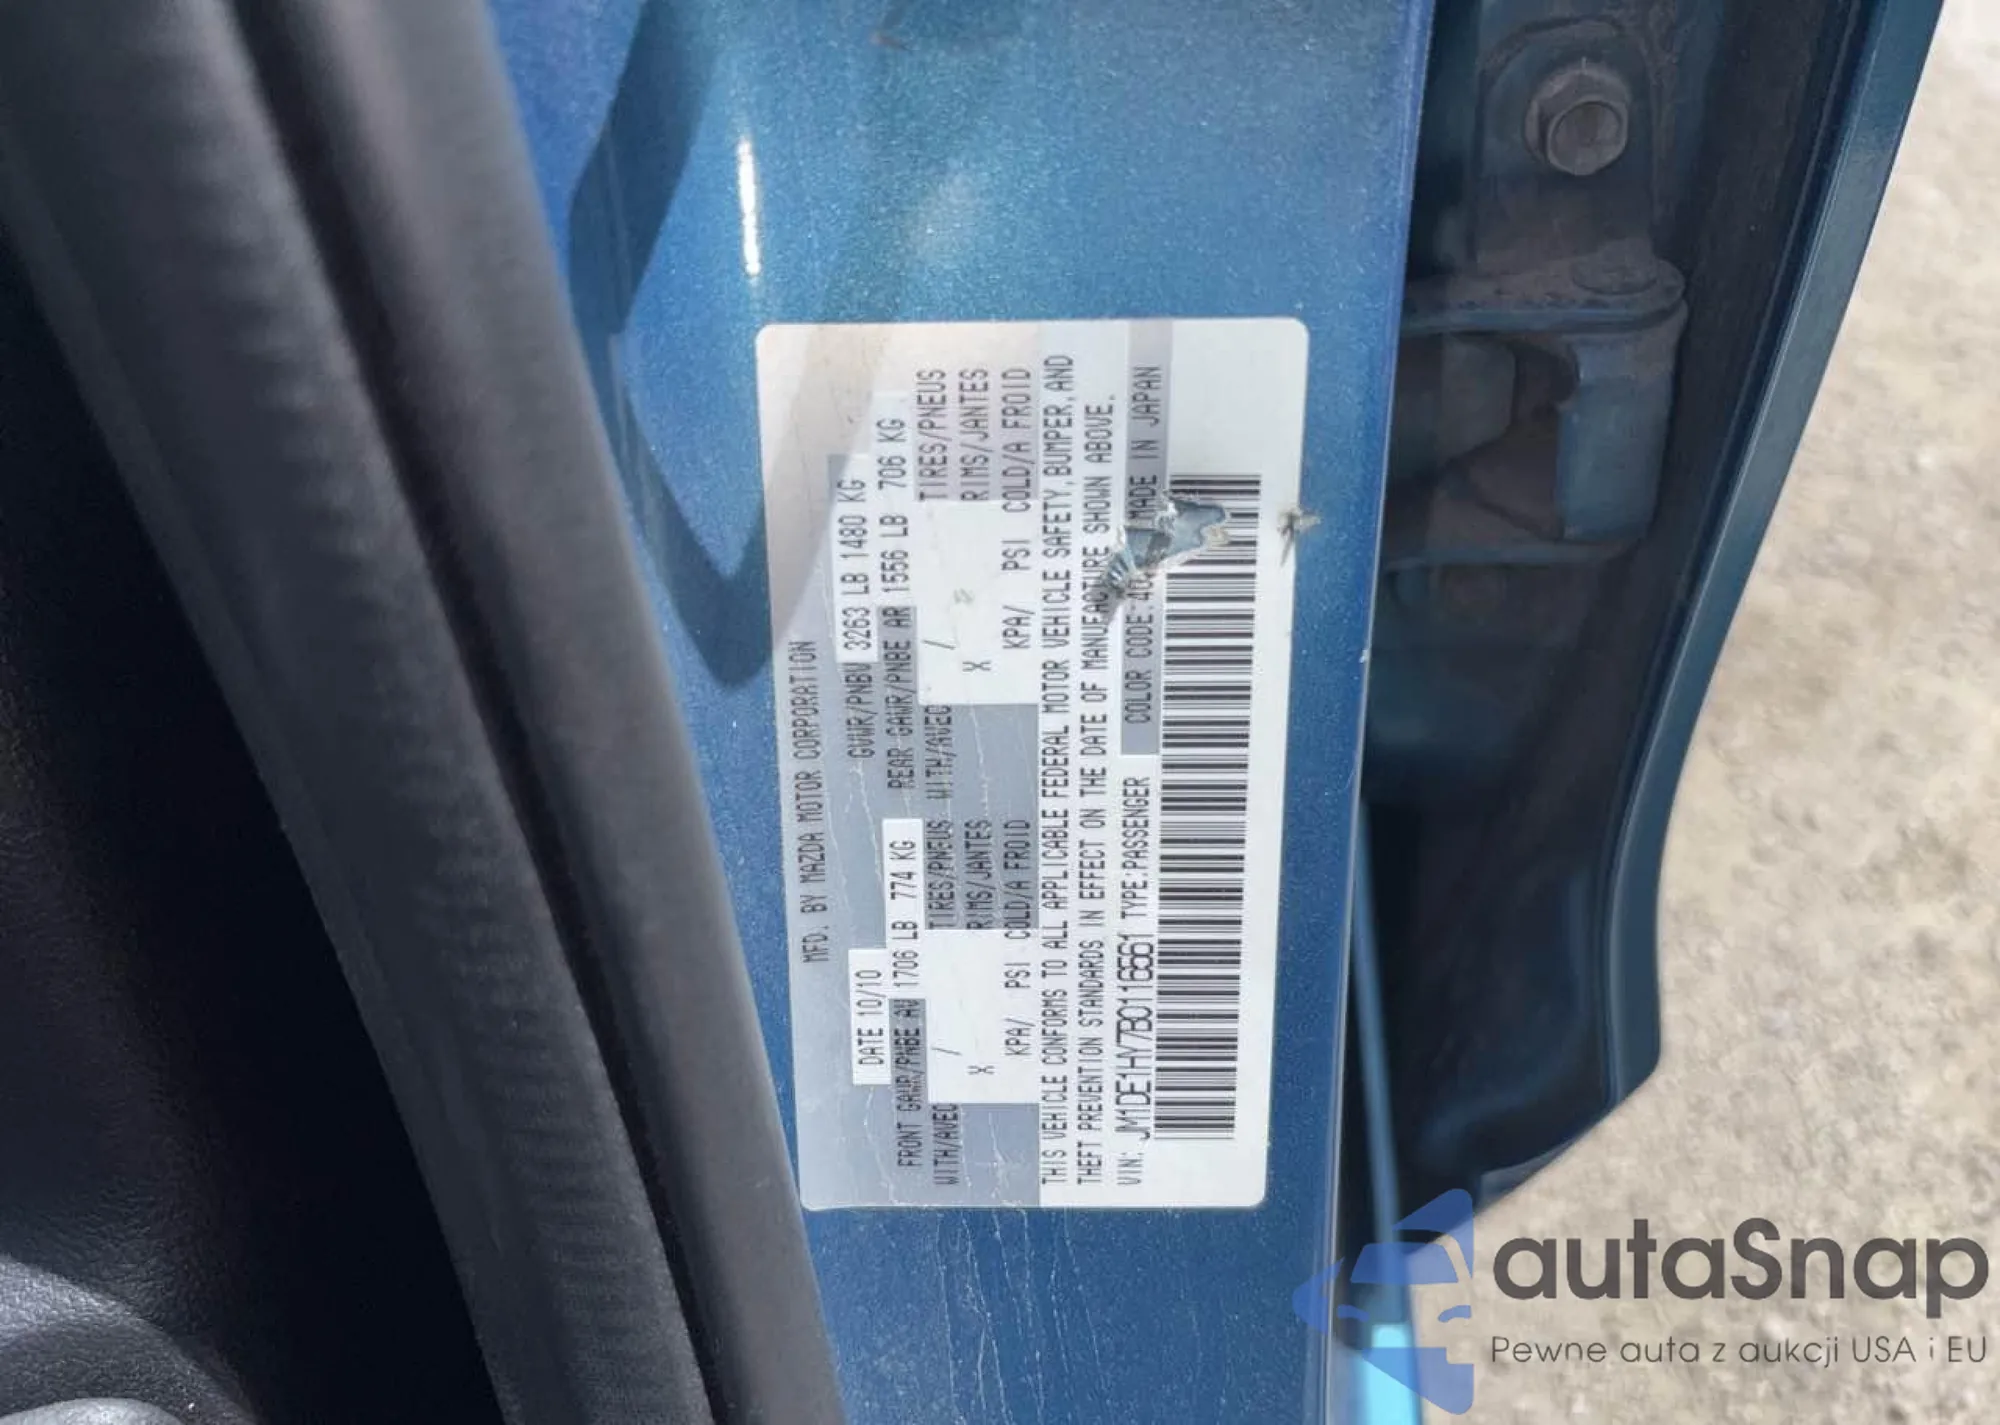 MFD. BY MAZDA MOTOR CORPORATION
DATE 10/10 GVWR/PNBV 3263 LB 1480 KG
FRONT GAWR/PNBE AV 1706 LB 774 KG REAR GAWR/PNBE AR 1556 LB 706 KG
WITH/AVEC / TIRES/PNEUS WITH/AVEC / TIRES/PNEUS
X RIMS/JANTES X RIMS/JANTES
KPA/ PSI COLD/A FROID KPA/ PSI COLD/A FROID
THIS VEHICLE CONFORMS TO ALL APPLICABLE FEDERAL MOTOR VEHICLE SAFETY, BUMPER, AND
THEFT PREVENTION STANDARDS IN EFFECT ON THE DATE OF MANUFACTURE SHOWN ABOVE.
VIN: JM1DE1HY7B0116561 TYPE:PASSENGER COLOR CODE: MADE IN JAPAN
autaSnap
Pewne auta z aukcji USA i EU